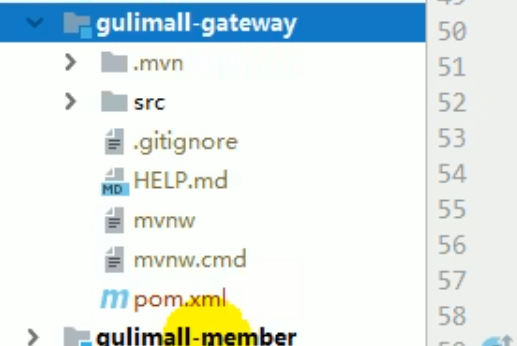 gulimall-gateway
.mvn
src
.gitignore
MD HELP.md
mvnw
mvnw.cmd
m pom.xml
gulimall-member
50
51
52
53
54
55
56
57
58